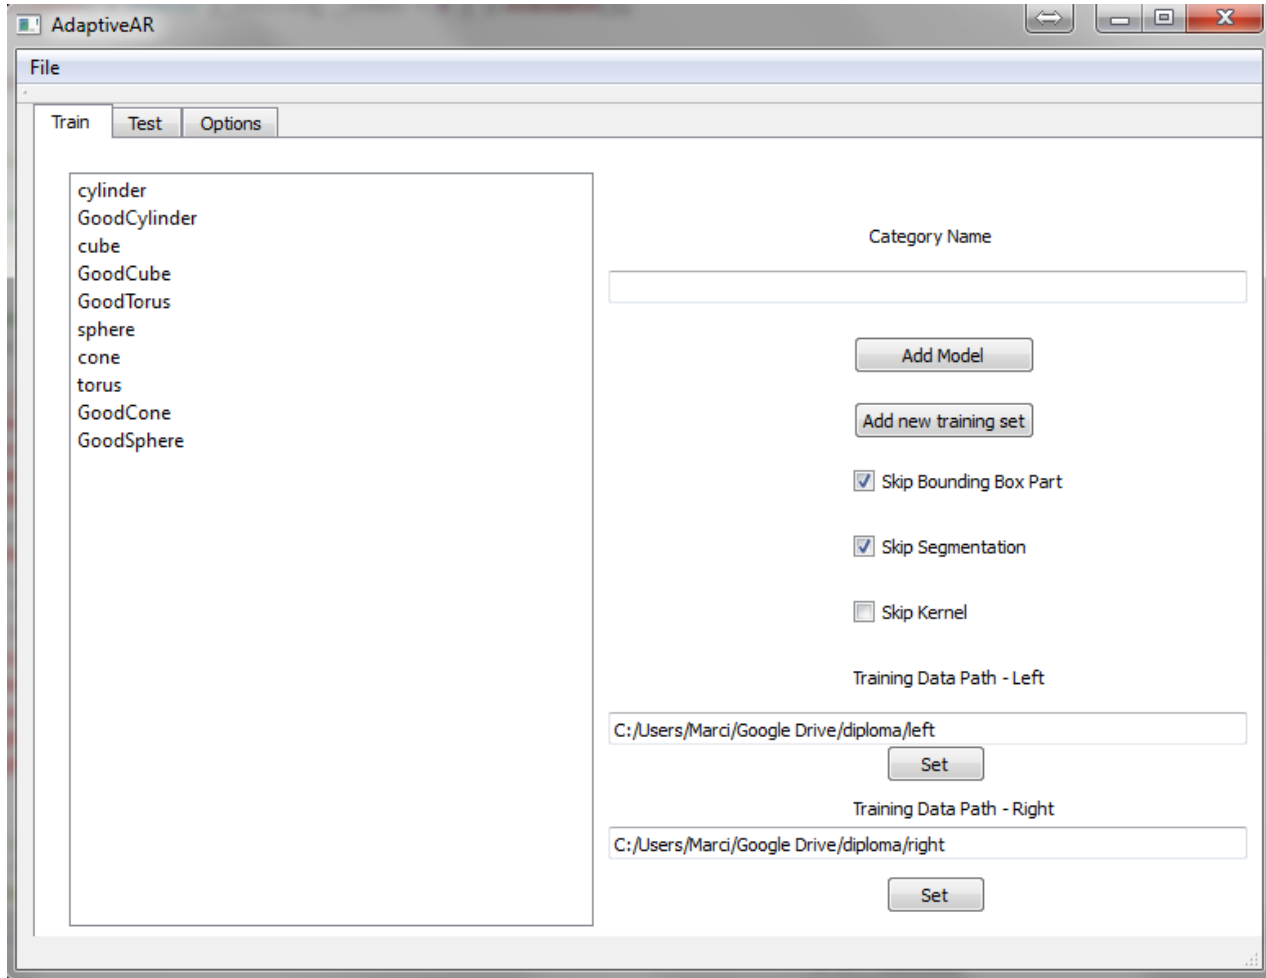 AdaptiveAR
File
Train Test Options
cylinder
GoodCylinder
cube
GoodCube
GoodTorus
sphere
cone
torus
GoodCone
GoodSphere
Category Name
Add Model
Add new training set
Skip Bounding Box Part
Skip Segmentation
Skip Kernel
Training Data Path - Left
C:/Users/Marci/Google Drive/diploma/left
Set
Training Data Path - Right
C:/Users/Marci/Google Drive/diploma/right
Set